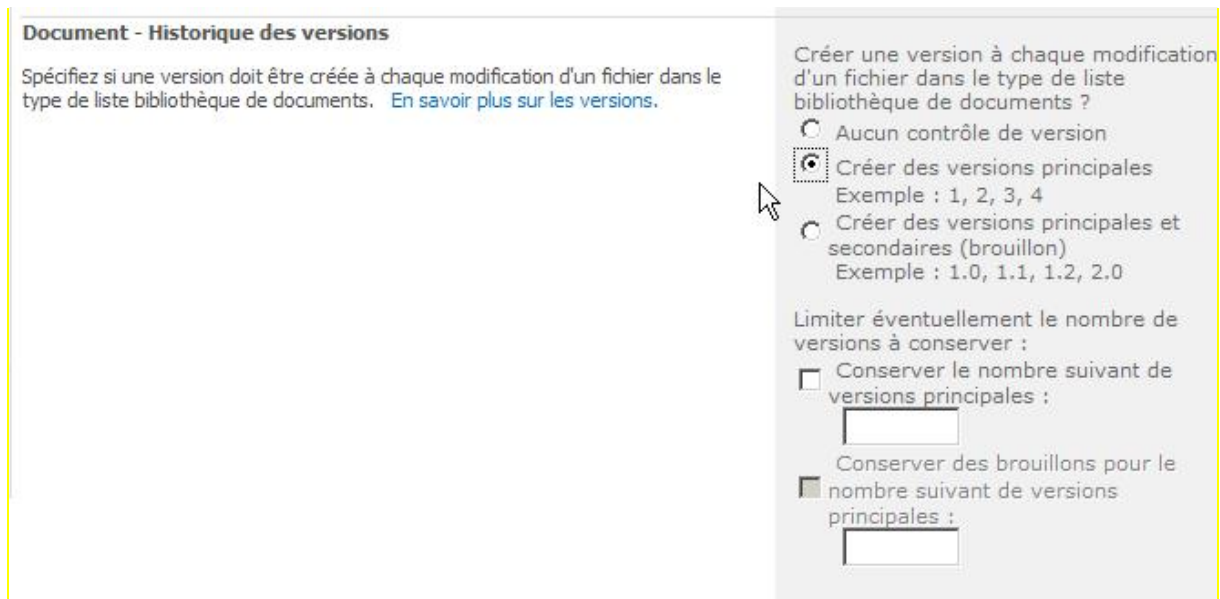 Document - Historique des versions
Spécifiez si une version doit être créée à chaque modification d'un fichier dans le
type de liste bibliothèque de documents. En savoir plus sur les versions.
Créer une version à chaque modification
d'un fichier dans le type de liste
bibliothèque de documents ?
Aucun contrôle de version
Créer des versions principales
Exemple : 1, 2, 3, 4
Créer des versions principales et
secondaires (brouillon)
Exemple : 1.0, 1.1, 1.2, 2.0
Limiter éventuellement le nombre de
versions à conserver :
Conserver le nombre suivant de
versions principales :
Conserver des brouillons pour le
nombre suivant de versions
principales :